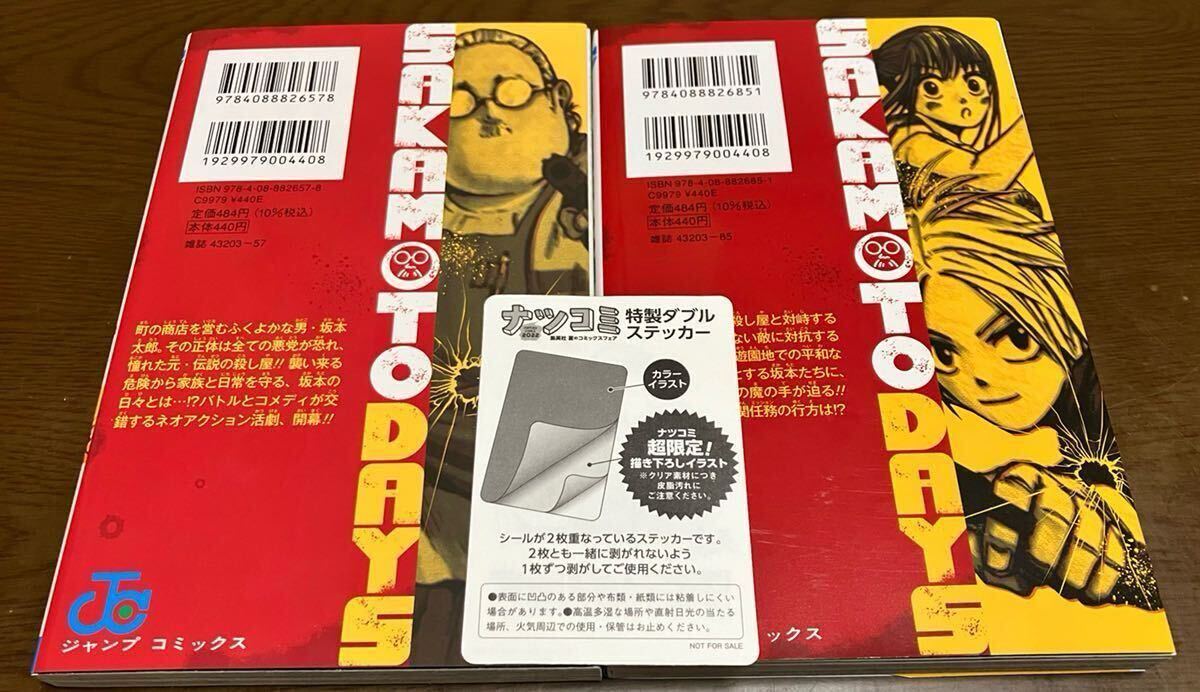 9784088826578
1929979004408
ISBN 978-4-08-882657-8
C9979 ¥440E
定価484円(10%税込)
本体440円
雑誌 43203-57
町の商店を営むふくよかな男・坂本
太郎。その正体は全ての悪党が恐れ、
憧れた元・伝説の殺し屋!! 襲い来る
危険から家族と日常を守る、坂本の
日々とは…!?バトルとコメディが交
錯するネオアクション活劇、開幕!!
ジャンプ コミックス
SAKAMOTO DAYS
9784088826851
1929979004408
ISBN 978-4-08-882685-1
C9979 ¥440E
定価484円(10%税込)
本体440円
雑誌 43203-85
殺し屋と対峙する
ない敵に対抗する
遊園地での平和な
とする坂本たちに、
の魔の手が迫る!!
関任務の行方は!?
ックス
SAKAMOTO DAYS
ナツコミ
2022
集英社 夏のコミックスフェア
特製ダブル
ステッカー
カラー
イラスト
ナツコミ
超限定!
描き下ろしイラスト
※クリア素材につき
皮脂汚れに
ご注意ください。
シールが2枚重なっているステッカーです。
2枚とも一緒に剥がれないよう
1枚ずつ剥がしてご使用ください。
●表面に凹凸のある部分や布類・紙類には粘着しにくい
場合があります。●高温多湿な場所や直射日光の当たる
場所、火気周辺での使用・保管はお止めください。
NOT FOR SALE